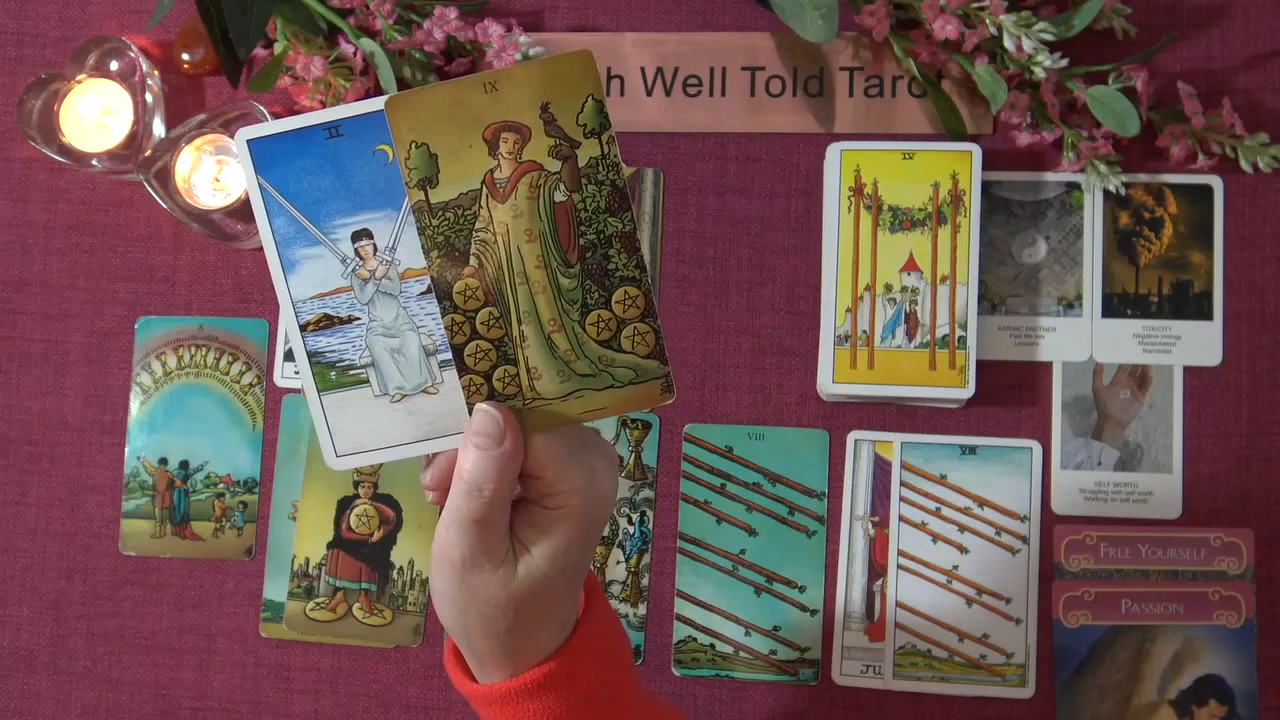 h Well Told Tarot
II
IX
IV
KARMIC PARTNER
Past life ties
Lessons
TOXICITY
Negative energy
Manipulation
Narcissist
X
VIII
VIII
JU
SELF WORTH
Struggling with self worth
Working on self worth
FREE YOURSELF
PASSION